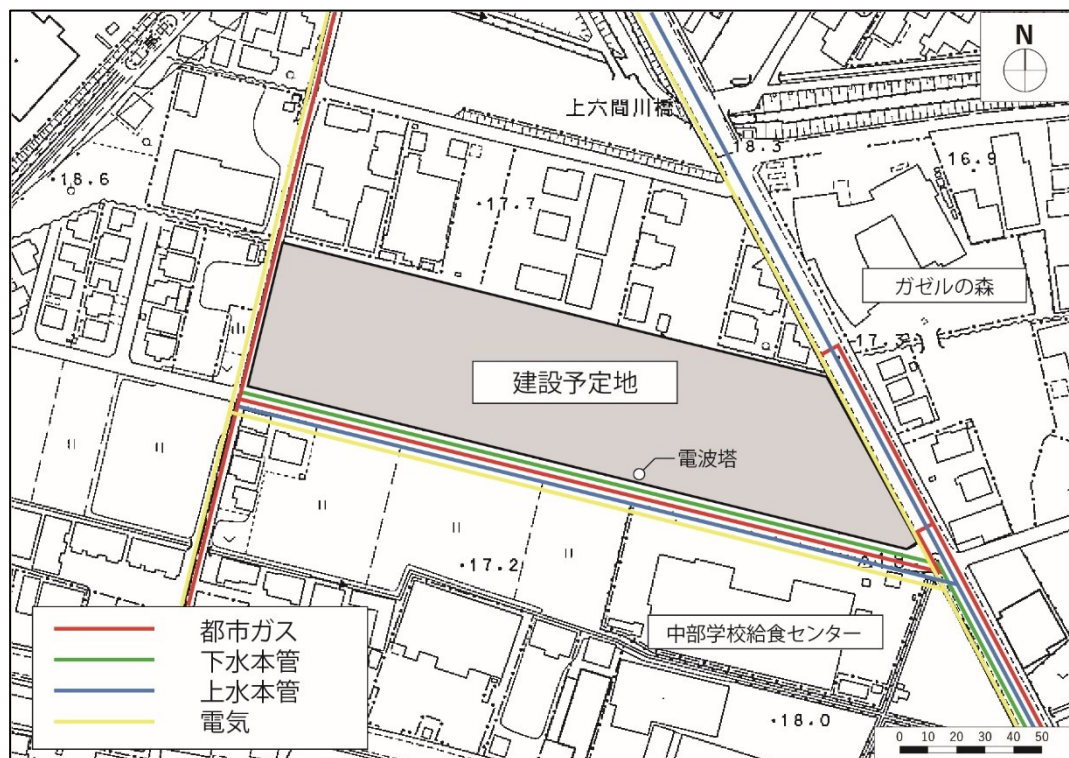 N
上六間川橋
18.3
16.9
18.6
17.7
ガゼルの森
建設予定地
電波塔
17.2
中部学校給食センター
都市ガス
下水本管
上水本管
電気
18.0
0 10 20 30 40 50